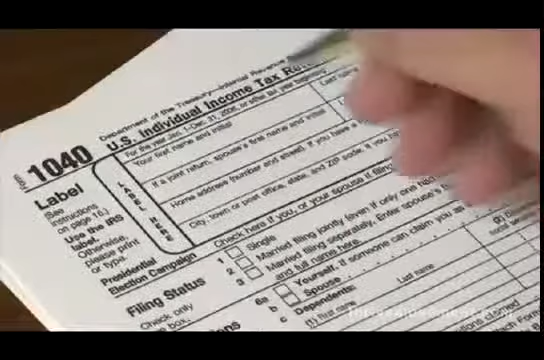 Department of the Treasury—Internal Revenue
Form 1040 U.S. Individual Income Tax
For the year Jan. 1–Dec. 31, 2006, or other tax year beginning
Your first name and initial
Last name
If a joint return, spouse's first name and initial
Home address (number and street). If you have a
City, town or post office, state, and ZIP code. If you
Label
(See
instructions
on page 16.)
Use the IRS
label.
Otherwise,
please print
or type.
LABEL HERE
Presidential
Election Campaign
Check here if you, or your spouse if filing
Filing Status
Check only
box.
1 Single
2 Married filing jointly (even if only one had
3 Married filing separately. Enter spouse's
and full name here.
6a Yourself. If someone can claim you as
b Spouse
c Dependents:
(1) First name
Last name